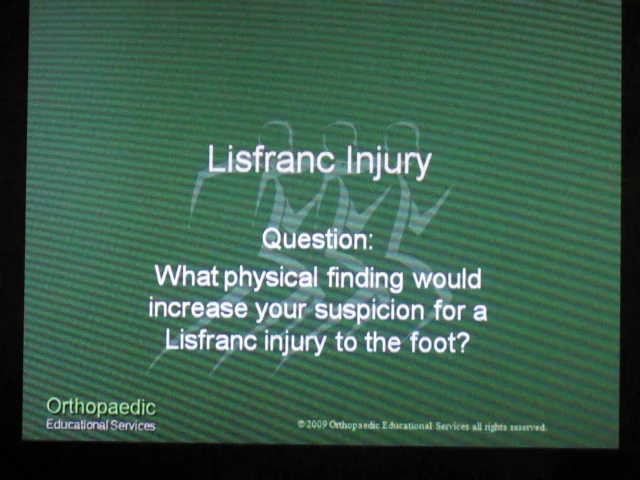 Lisfranc Injury
Question:
What physical finding would
increase your suspicion for a
Lisfranc injury to the foot?
Orthopaedic
Educational Services
©2009 Orthopaedic Educational Services all rights reserved.